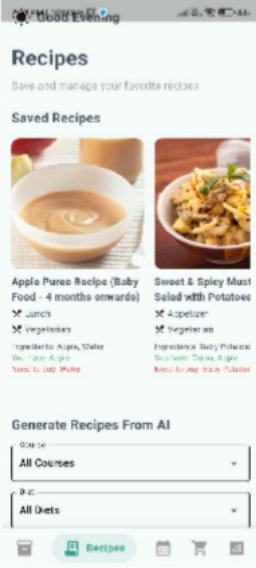 Good Evening
Recipes
Save and manage your favorite recipes
Saved Recipes
Apple Puree Recipe (Baby
Food - 4 months onwards)
Lunch
Vegetarian
Ingredients: Apple, Water
You have: Apple
Need to buy: Water
Sweet & Spicy Must
Salad with Potatoes
Appetizer
Vegetarian
Ingredients: Baby Potatoes
You have: Onion, Apple
Need to buy: Baby Potatoes
Generate Recipes From AI
Course
All Courses
Diet
All Diets
Recipes